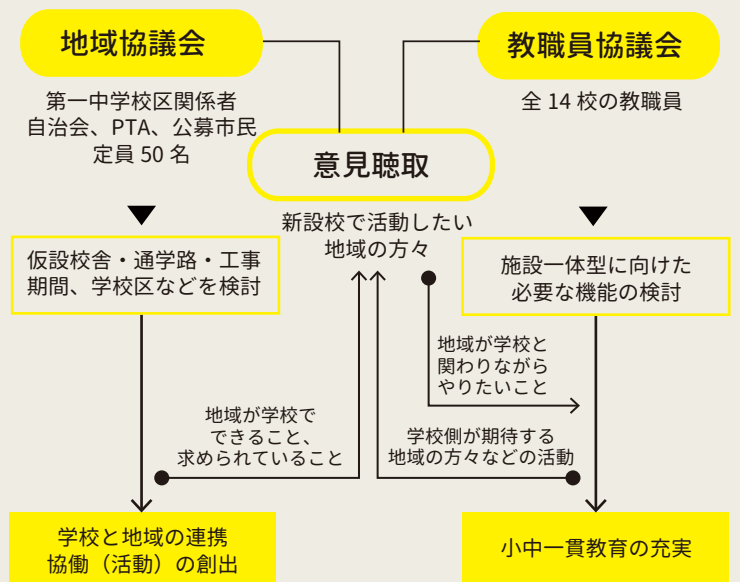 地域協議会
第一中学校区関係者
自治会、PTA、公募市民
定員 50 名
教職員協議会
全 14 校の教職員
意見聴取
新設校で活動したい
地域の方々
仮設校舎・通学路・工事
期間、学校区などを検討
施設一体型に向けた
必要な機能の検討
地域が学校と
関わりながら
やりたいこと
地域が学校で
できること、
求められていること
学校側が期待する
地域の方々などの活動
学校と地域の連携
協働（活動）の創出
小中一貫教育の充実